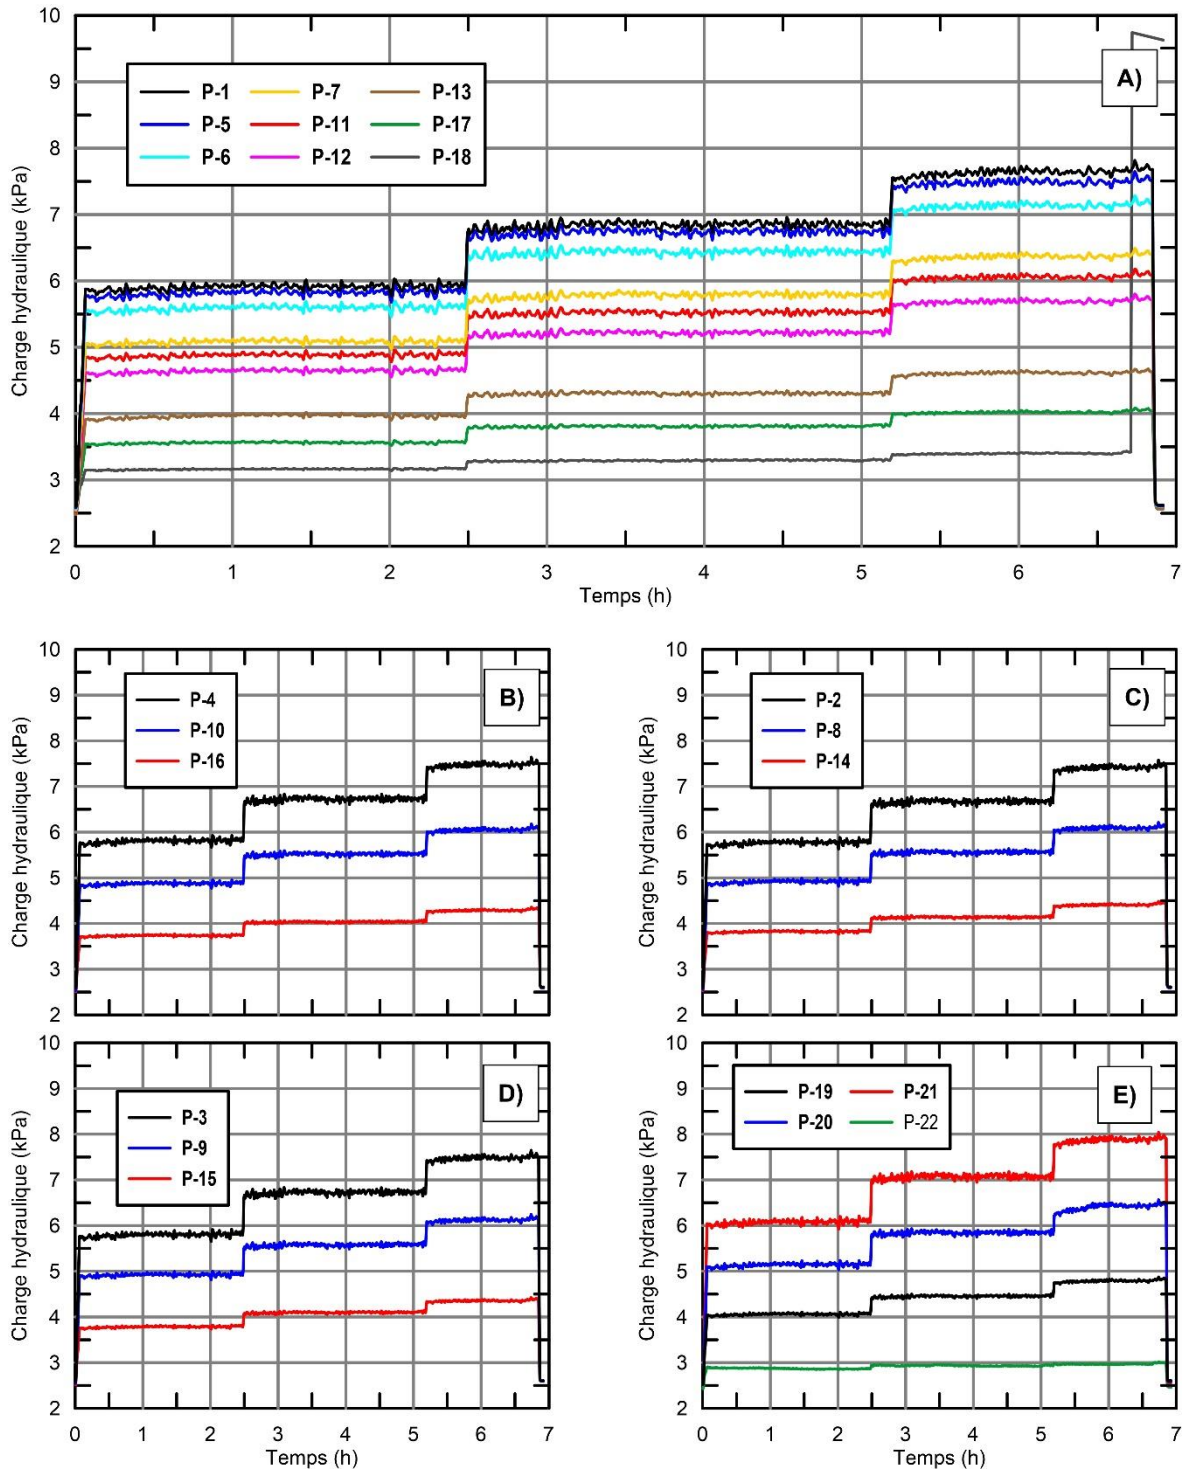 10
9
8
7
6
5
4
3
2
Charge hydraulique (kPa)
A)
P-1 P-7 P-13
P-5 P-11 P-17
P-6 P-12 P-18
0 1 2 3 4 5 6 7
Temps (h)
10
9
8
7
6
5
4
3
2
Charge hydraulique (kPa)
B)
P-4
P-10
P-16
10
9
8
7
6
5
4
3
2
Charge hydraulique (kPa)
C)
P-2
P-8
P-14
10
9
8
7
6
5
4
3
2
Charge hydraulique (kPa)
D)
P-3
P-9
P-15
0 1 2 3 4 5 6 7
Temps (h)
10
9
8
7
6
5
4
3
2
Charge hydraulique (kPa)
E)
P-19 P-21
P-20 P-22
0 1 2 3 4 5 6 7
Temps (h)